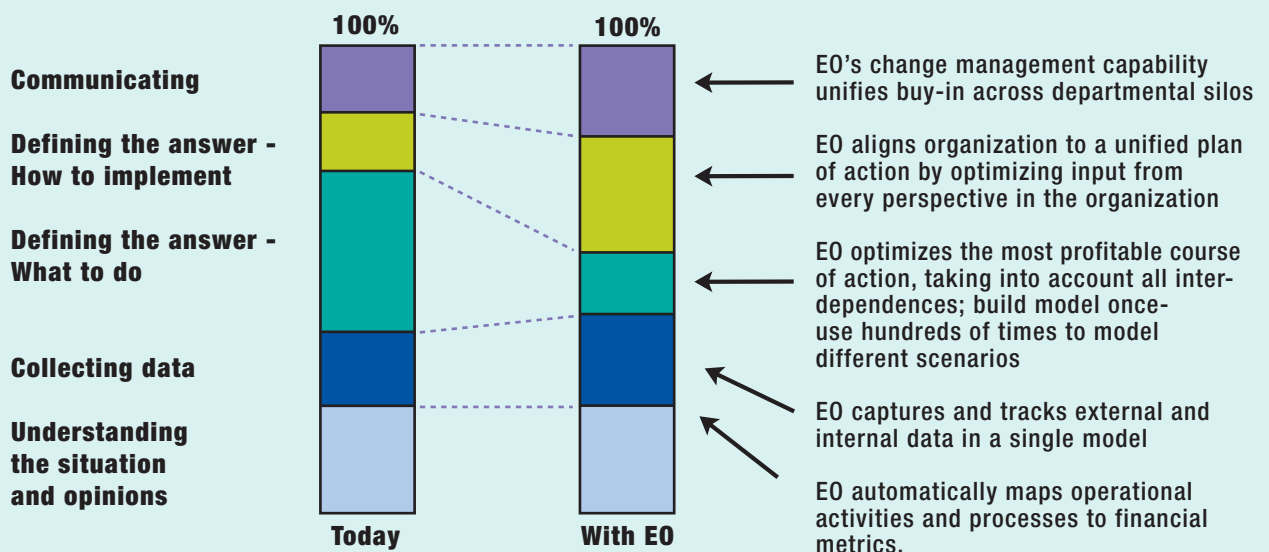 100%
100%
Communicating
Defining the answer -
How to implement
Defining the answer -
What to do
Collecting data
Understanding
the situation
and opinions
Today
With EO
EO's change management capability
unifies buy-in across departmental silos
EO aligns organization to a unified plan
of action by optimizing input from
every perspective in the organization
EO optimizes the most profitable course
of action, taking into account all inter-
dependences; build model once-
use hundreds of times to model
different scenarios
EO captures and tracks external and
internal data in a single model
EO automatically maps operational
activities and processes to financial
metrics.